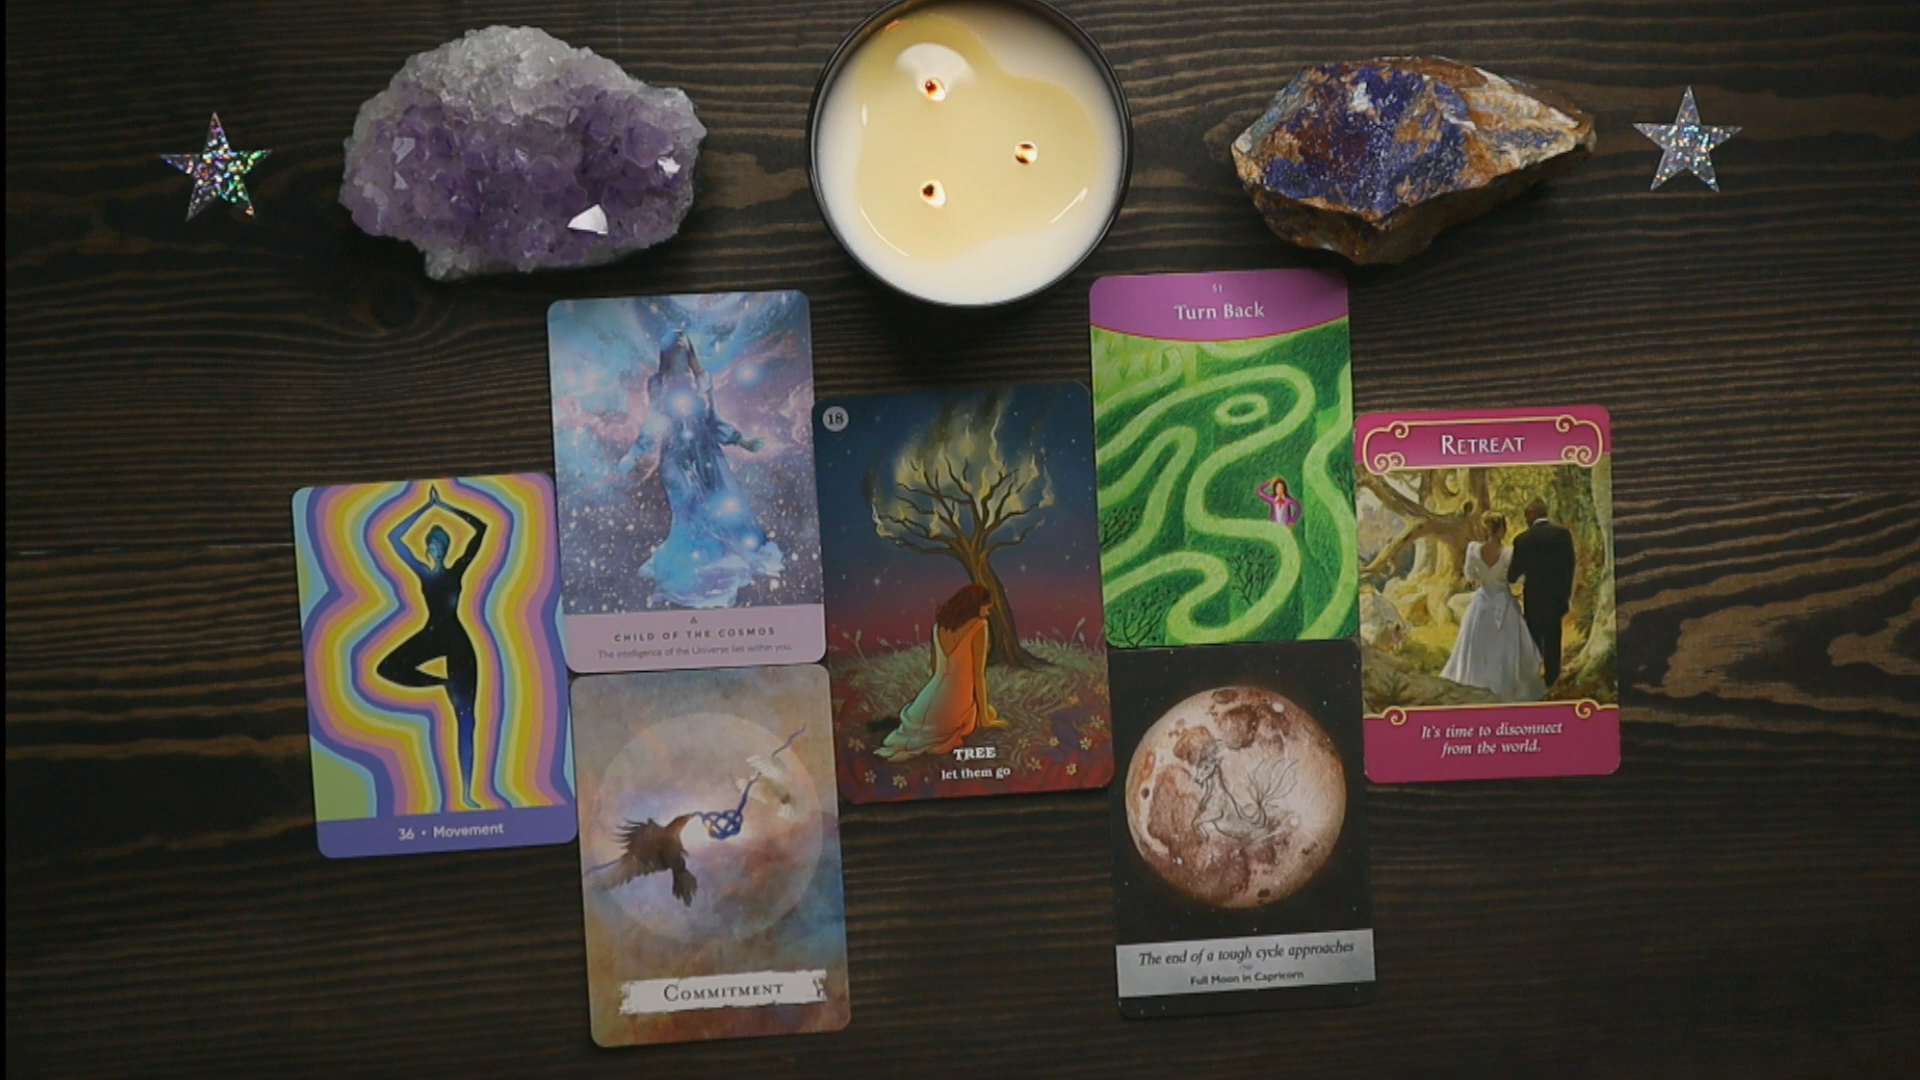 36 • Movement
CHILD OF THE COSMOS
The intelligence of the Universe lies within you.
COMMITMENT
18
TREE
let them go
51
Turn Back
The end of a tough cycle approaches
Full Moon in Capricorn
RETREAT
It's time to disconnect
from the world.